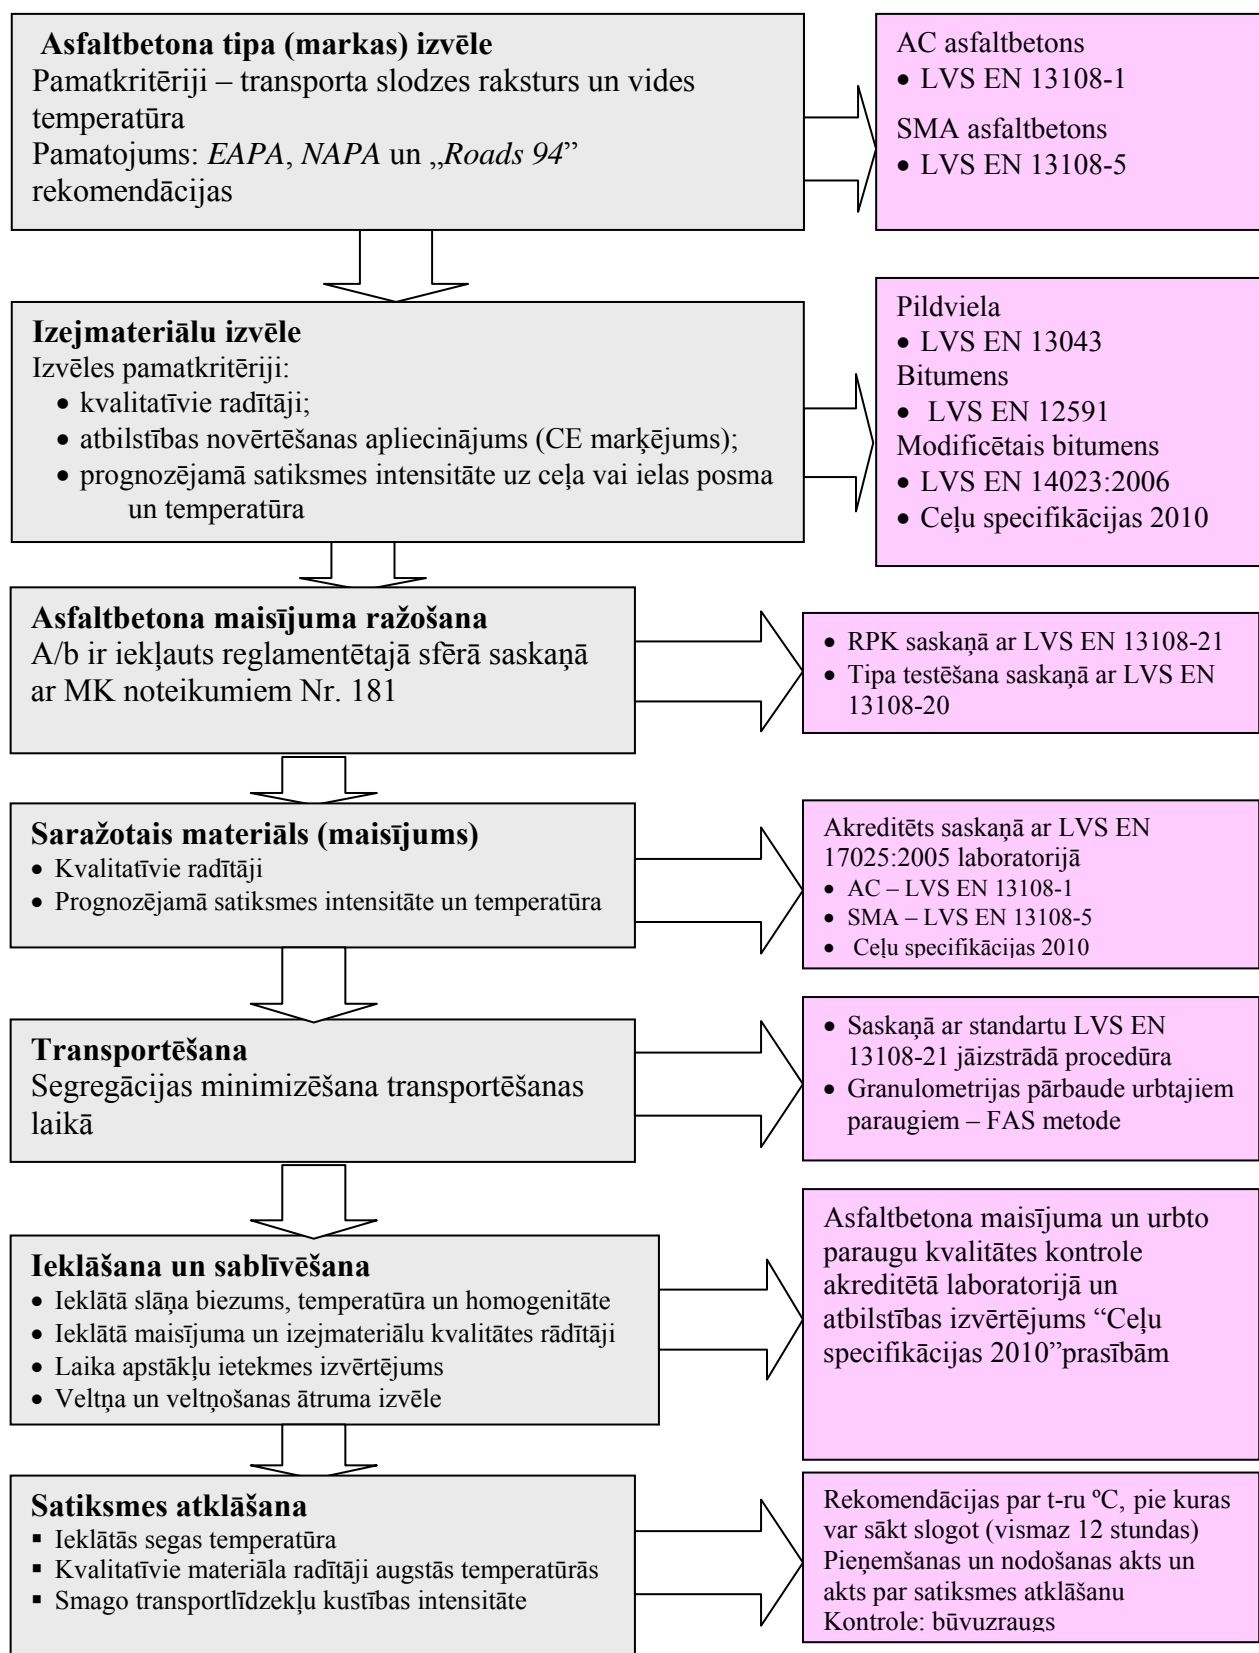 Asfaltbetona tipa (markas) izvēle
Pamatkritēriji – transporta slodzes raksturs un vides
temperatūra
Pamatojums: EAPA, NAPA un „Roads 94”
rekomendācijas
AC asfaltbetons
• LVS EN 13108-1
SMA asfaltbetons
• LVS EN 13108-5
Izejmateriālu izvēle
Izvēles pamatkritēriji:
• kvalitatīvie radītāji;
• atbilstības novērtēšanas apliecinājums (CE marķējums);
• prognozējamā satiksmes intensitāte uz ceļa vai ielas posma
un temperatūra
Pildviela
• LVS EN 13043
Bitumens
• LVS EN 12591
Modificētais bitumens
• LVS EN 14023:2006
• Ceļu specifikācijas 2010
Asfaltbetona maisījuma ražošana
A/b ir iekļauts reglamentētajā sfērā saskaņā
ar MK noteikumiem Nr. 181
• RPK saskaņā ar LVS EN 13108-21
• Tipa testēšana saskaņā ar LVS EN
13108-20
Saražotais materiāls (maisījums)
• Kvalitatīvie radītāji
• Prognozējamā satiksmes intensitāte un temperatūra
Akreditēts saskaņā ar LVS EN
17025:2005 laboratorijā
• AC – LVS EN 13108-1
• SMA – LVS EN 13108-5
• Ceļu specifikācijas 2010
Transportēšana
Segregācijas minimizēšana transportēšanas
laikā
• Saskaņā ar standartu LVS EN
13108-21 jāizstrādā procedūra
• Granulometrijas pārbaude urbtajiem
paraugiem – FAS metode
Ieklāšana un sablīvēšana
• Ieklātā slāņa biezums, temperatūra un homogenitāte
• Ieklātā maisījuma un izejmateriālu kvalitātes rādītāji
• Laika apstākļu ietekmes izvērtējums
• Veltņa un veltņošanas ātruma izvēle
Asfaltbetona maisījuma un urbto
paraugu kvalitātes kontrole
akreditētā laboratorijā un
atbilstības izvērtējums “Ceļu
specifikācijas 2010”prasībām
Satiksmes atklāšana
▪ Ieklātās segas temperatūra
▪ Kvalitatīvie materiāla radītāji augstās temperatūrās
▪ Smago transportlīdzekļu kustības intensitāte
Rekomendācijas par t-ru ºC, pie kuras
var sākt slogot (vismaz 12 stundas)
Pieņemšanas un nodošanas akts un
akts par satiksmes atklāšanu
Kontrole: būvuzraugs